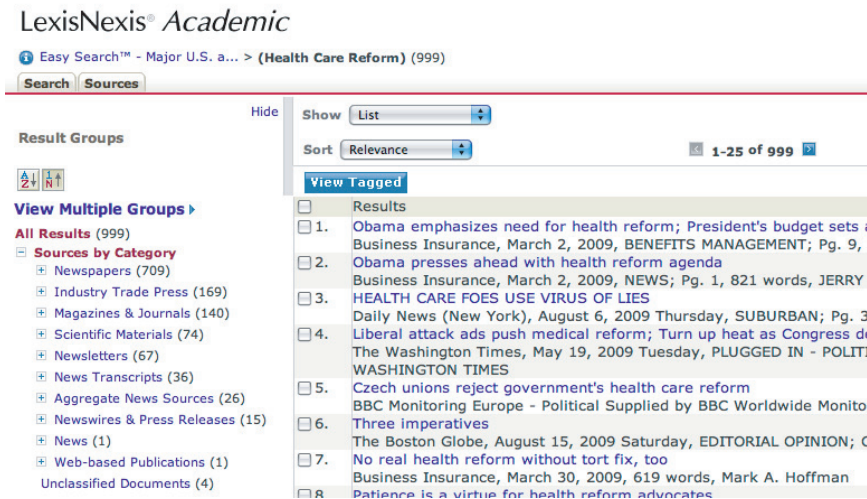 LexisNexis® Academic
Easy Search™ - Major U.S. a... > (Health Care Reform) (999)
Search Sources
Hide
Result Groups
View Multiple Groups
All Results (999)
Sources by Category
Newspapers (709)
Industry Trade Press (169)
Magazines & Journals (140)
Scientific Materials (74)
Newsletters (67)
News Transcripts (36)
Aggregate News Sources (26)
Newswires & Press Releases (15)
News (1)
Web-based Publications (1)
Unclassified Documents (4)
Show List
Sort Relevance
1-25 of 999
View Tagged
Results
1. Obama emphasizes need for health reform; President's budget sets
Business Insurance, March 2, 2009, BENEFITS MANAGEMENT; Pg. 9,
2. Obama presses ahead with health reform agenda
Business Insurance, March 2, 2009, NEWS; Pg. 1, 821 words, JERRY
3. HEALTH CARE FOES USE VIRUS OF LIES
Daily News (New York), August 6, 2009 Thursday, SUBURBAN; Pg. 3
4. Liberal attack ads push medical reform; Turn up heat as Congress
The Washington Times, May 19, 2009 Tuesday, PLUGGED IN - POLITI
WASHINGTON TIMES
5. Czech unions reject government's health care reform
BBC Monitoring Europe - Political Supplied by BBC Worldwide Monito
6. Three imperatives
The Boston Globe, August 15, 2009 Saturday, EDITORIAL OPINION;
7. No real health reform without tort fix, too
Business Insurance, March 30, 2009, 619 words, Mark A. Hoffman
8. Patience is a virtue for health reform advocates